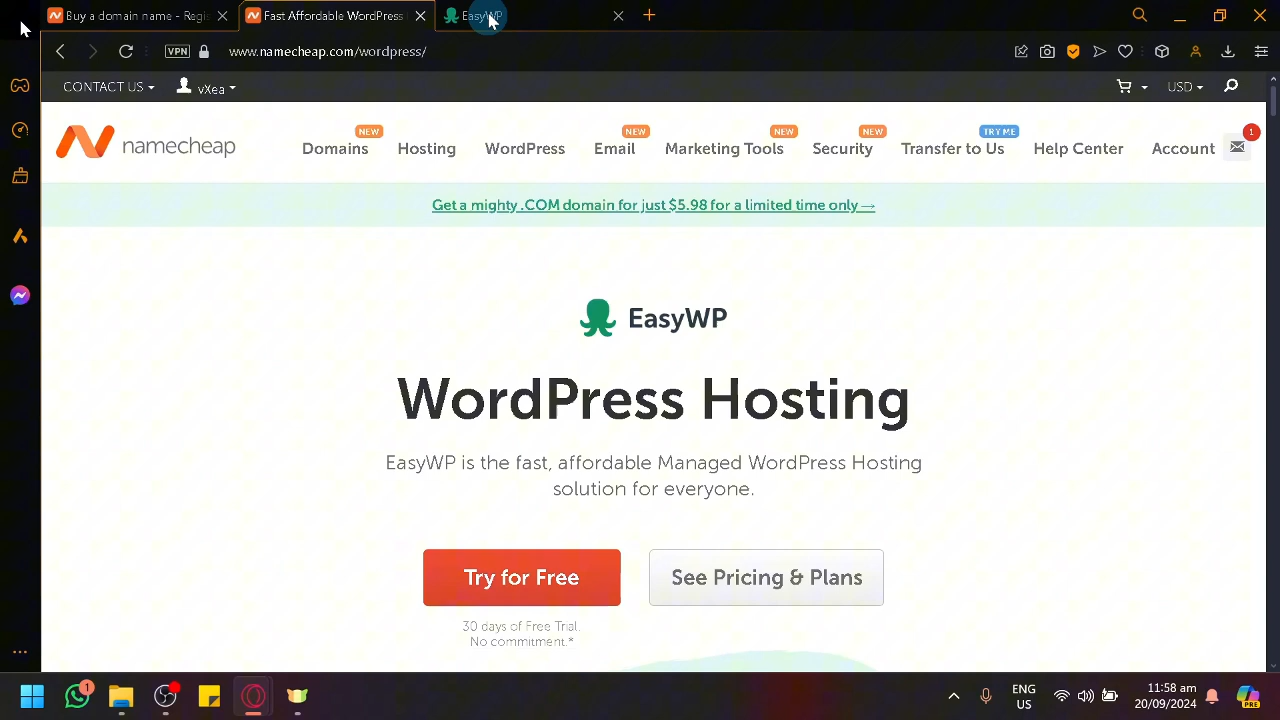 Buy a domain name - Regis
Fast Affordable WordPress
EasyWP
VPN
www.namecheap.com/wordpress/
CONTACT US
vXea
USD
namecheap
NEW
NEW
NEW
NEW
TRY ME
Domains
Hosting
WordPress
Email
Marketing Tools
Security
Transfer to Us
Help Center
Account
1
Get a mighty .COM domain for just $5.98 for a limited time only →
EasyWP
WordPress Hosting
EasyWP is the fast, affordable Managed WordPress Hosting
solution for everyone.
Try for Free
See Pricing & Plans
30 days of Free Trial.
No commitment.*
1
ENG
US
11:58 am
20/09/2024
PRE